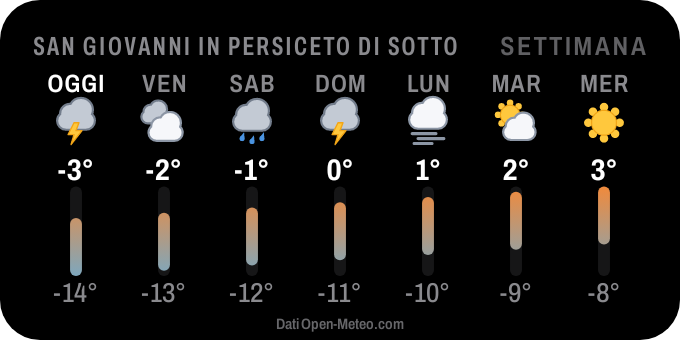 SAN GIOVANNI IN PERSICETO DI SOTTO SETTIMANA
OGGI VEN SAB DOM LUN MAR MER
-3° -2° -1° 0° 1° 2° 3°
-14° -13° -12° -11° -10° -9° -8°
Dati Open-Meteo.com